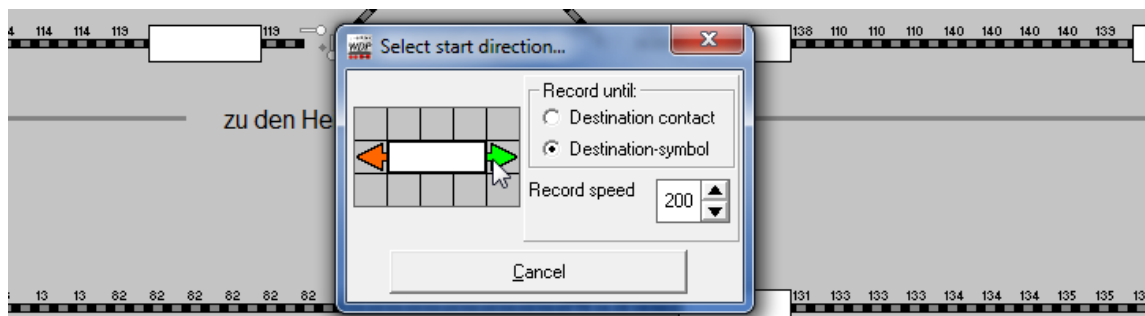 4 114 114 119 119 138 110 110 110 140 140 140 139
WDP Select start direction...
Record until:
Destination contact
zu den He
Destination-symbol
Record speed
200
Cancel
13 13 82 82 82 82 82 82 131 133 133 133 134 134 134 135 135 13